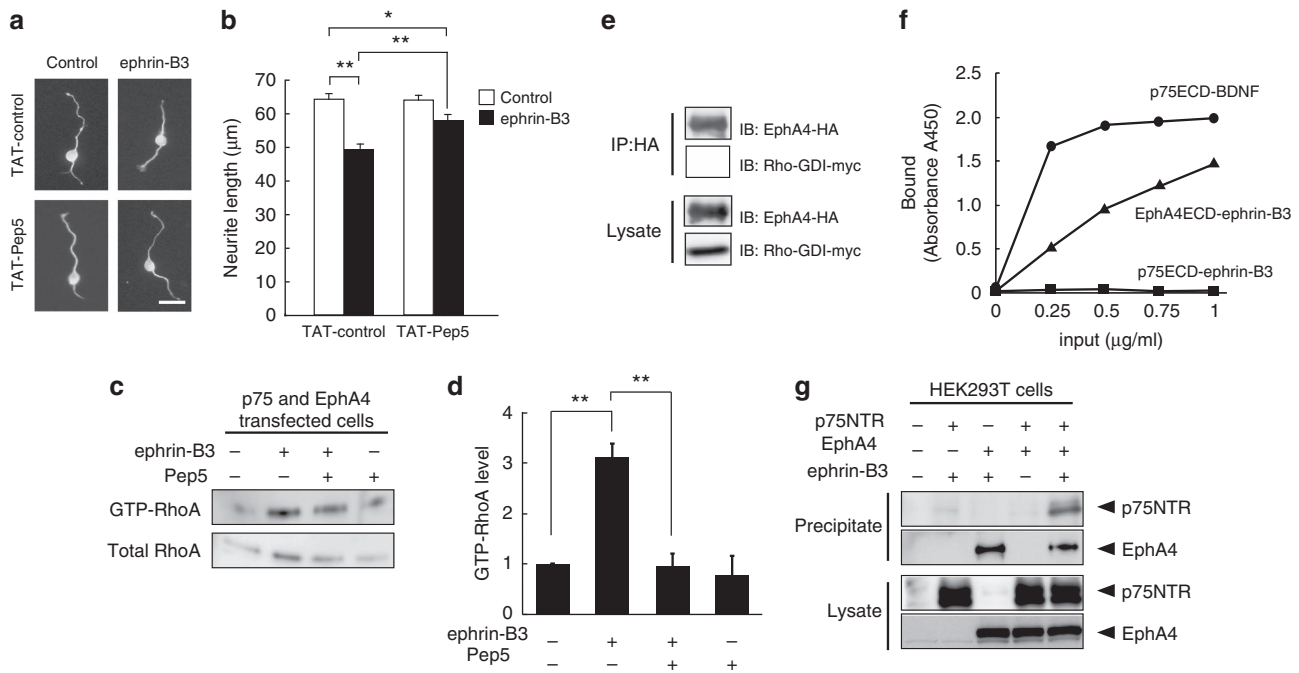 a
Control ephrin-B3
TAT-control
TAT-Pep5
b
* 
**
**
70
60
50
40
30
20
10
0
Neurite length (μm)
TAT-control TAT-Pep5
Control
ephrin-B3
c
p75 and EphA4
transfected cells
ephrin-B3 – + + –
Pep5 – – + +
GTP-RhoA
Total RhoA
d
**
**
4
3
2
1
0
GTP-RhoA level
ephrin-B3 – + + –
Pep5 – – + +
e
IP:HA
IB: EphA4-HA
IB: Rho-GDI-myc
Lysate
IB: EphA4-HA
IB: Rho-GDI-myc
f
2.5
2.0
1.5
1.0
0.5
0
Bound
(Absorbance A450)
p75ECD-BDNF
EphA4ECD-ephrin-B3
p75ECD-ephrin-B3
0 0.25 0.5 0.75 1
input (μg/ml)
g
HEK293T cells
p75NTR – + – + +
EphA4 – – + + +
ephrin-B3 – + + – +
Precipitate
p75NTR
EphA4
Lysate
p75NTR
EphA4